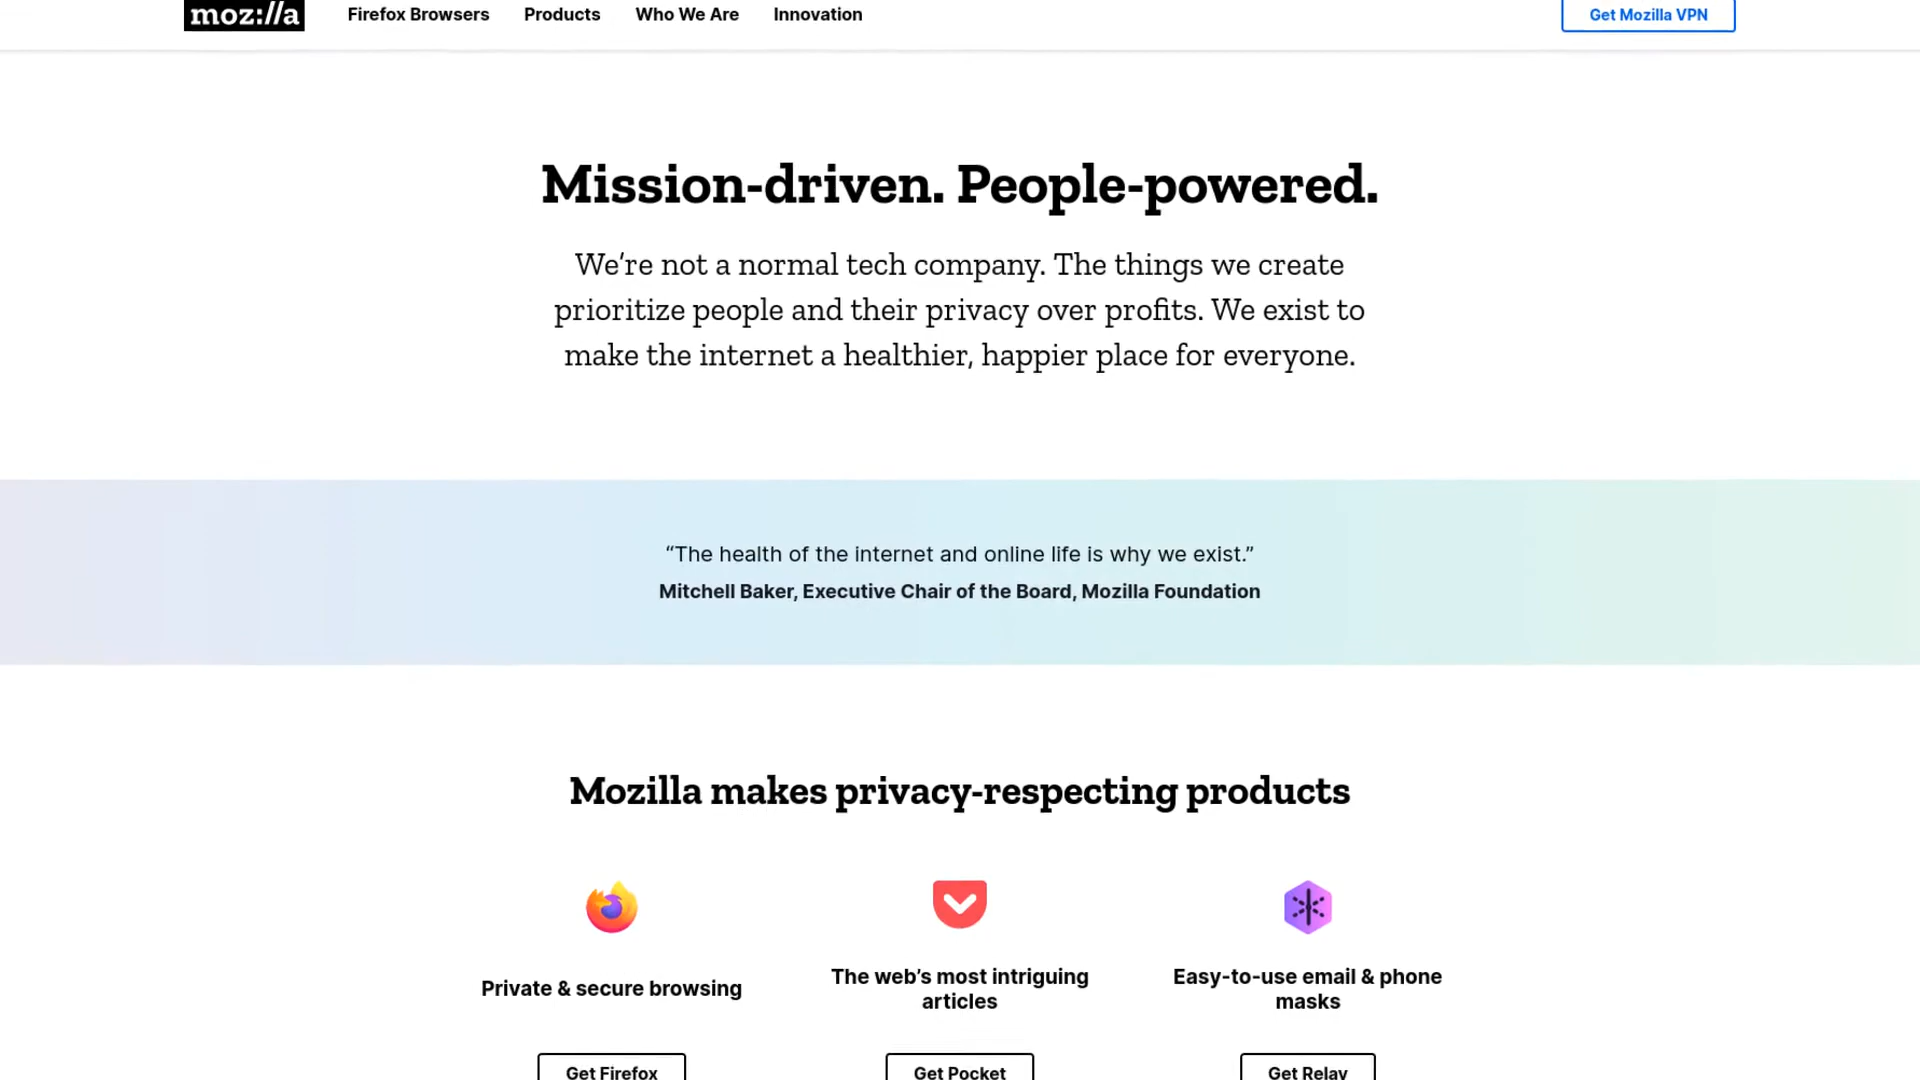 moz://a
Firefox Browsers
Products
Who We Are
Innovation
Get Mozilla VPN
Mission-driven. People-powered.
We’re not a normal tech company. The things we create
prioritize people and their privacy over profits. We exist to
make the internet a healthier, happier place for everyone.
“The health of the internet and online life is why we exist.”
Mitchell Baker, Executive Chair of the Board, Mozilla Foundation
Mozilla makes privacy-respecting products
Private & secure browsing
The web’s most intriguing
articles
Easy-to-use email & phone
masks
Get Firefox
Get Pocket
Get Relay